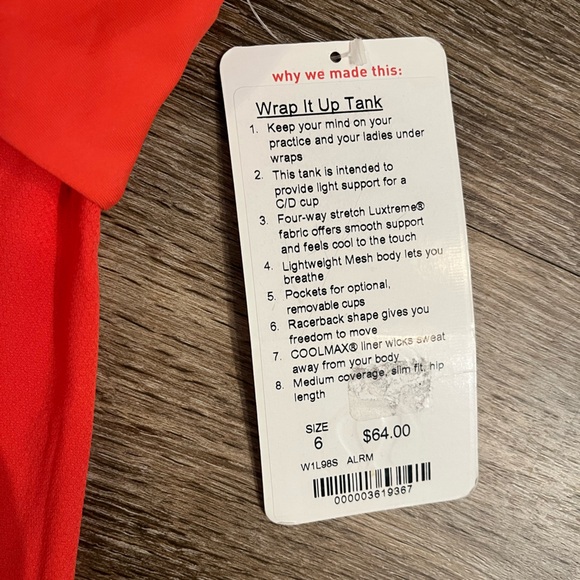 why we made this:
Wrap It Up Tank
1. Keep your mind on your
practice and your ladies under
wraps
2. This tank is intended to
provide light support for a
C/D cup
3. Four-way stretch Luxtreme®
fabric offers smooth support
and feels cool to the touch
4. Lightweight Mesh body lets you
breathe
5. Pockets for optional,
removable cups
6. Racerback shape gives you
freedom to move
7. COOLMAX® liner wicks sweat
away from your body
8. Medium coverage, slim fit, hip
length
SIZE
6 $64.00
W1L98S ALRM
000003619367